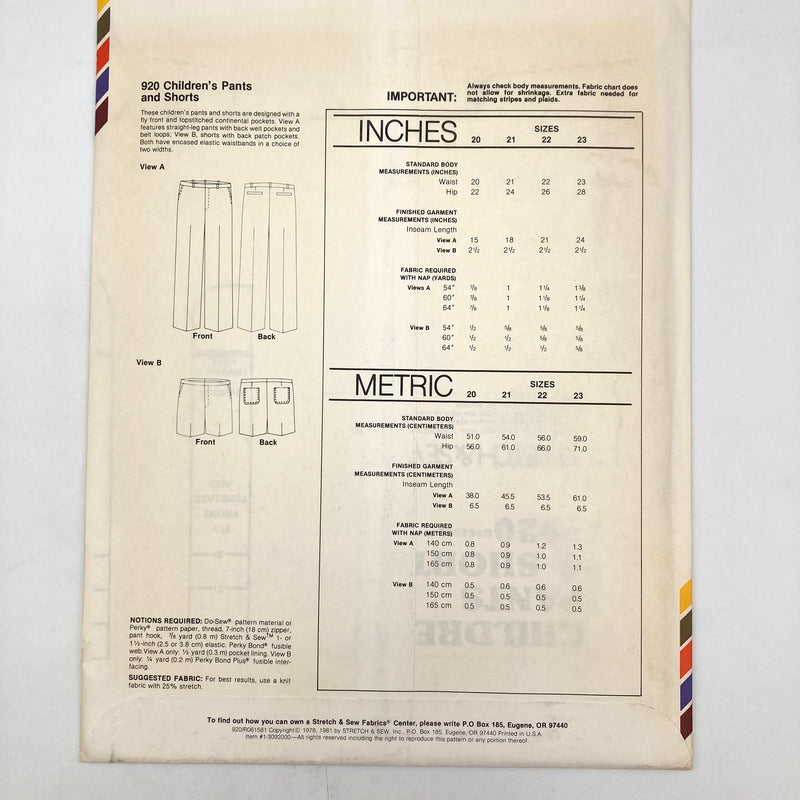 920 Children's Pants
and Shorts
These children's pants and shorts are designed with a
fly front and topstitched continental pockets. View A
features straight-leg pants with back welt pockets and
belt loops; View B, shorts with back patch pockets.
Both have encased elastic waistbands in a choice of
two widths.
View A
Front Back
View B
Front Back
NOTIONS REQUIRED: Do-Sew® pattern material or
Perky® pattern paper, thread, 7-inch (18 cm) zipper,
pant hook, 7/8 yard (0.8 m) Stretch & Sew™ 1- or
1½-inch (2.5 or 3.8 cm) elastic. Perky Bond® fusible
web View A only: ⅓ yard (0.3 m) pocket lining. View B
only: ¼ yard (0.2 m) Perky Bond Plus® fusible inter-
facing.
SUGGESTED FABRIC: For best results, use a knit
fabric with 25% stretch.
IMPORTANT: Always check body measurements. Fabric chart does
not allow for shrinkage. Extra fabric needed for
matching stripes and plaids.
INCHES SIZES
20 21 22 23
STANDARD BODY
MEASUREMENTS (INCHES)
Waist 20 21 22 23
Hip 22 24 26 28
FINISHED GARMENT
MEASUREMENTS (INCHES)
Inseam Length
View A 15 18 21 24
View B 2½ 2½ 2½ 2½
FABRIC REQUIRED
WITH NAP (YARDS)
Views A 54" ⅞ 1 1¼ 1⅜
60" ⅞ 1 1⅛ 1¼
64" ⅞ 1 1⅛ 1¼
View B 54" ½ ⅝ ⅝ ⅝
60" ½ ½ ⅝ ⅝
64" ½ ½ ½ ⅝
METRIC SIZES
20 21 22 23
STANDARD BODY
MEASUREMENTS (CENTIMETERS)
Waist 51.0 54.0 56.0 59.0
Hip 56.0 61.0 66.0 71.0
FINISHED GARMENT
MEASUREMENTS (CENTIMETERS)
Inseam Length
View A 38.0 45.5 53.5 61.0
View B 6.5 6.5 6.5 6.5
FABRIC REQUIRED
WITH NAP (METERS)
View A 140 cm 0.8 0.9 1.2 1.3
150 cm 0.8 0.9 1.0 1.1
165 cm 0.8 0.9 1.0 1.1
View B 140 cm 0.5 0.6 0.6 0.6
150 cm 0.5 0.5 0.5 0.5
165 cm 0.5 0.5 0.5 0.5
To find out how you can own a Stretch & Sew Fabrics® Center, please write P.O Box 185, Eugene, OR 97440
920/R061581 Copyright© 1978, 1981 by STRETCH & SEW, Inc., P.O. Box 185, Eugene, OR 97440 Printed in U.S.A.
Item #1-3092000—All rights reserved including the right to reproduce this pattern or any portion thereof.